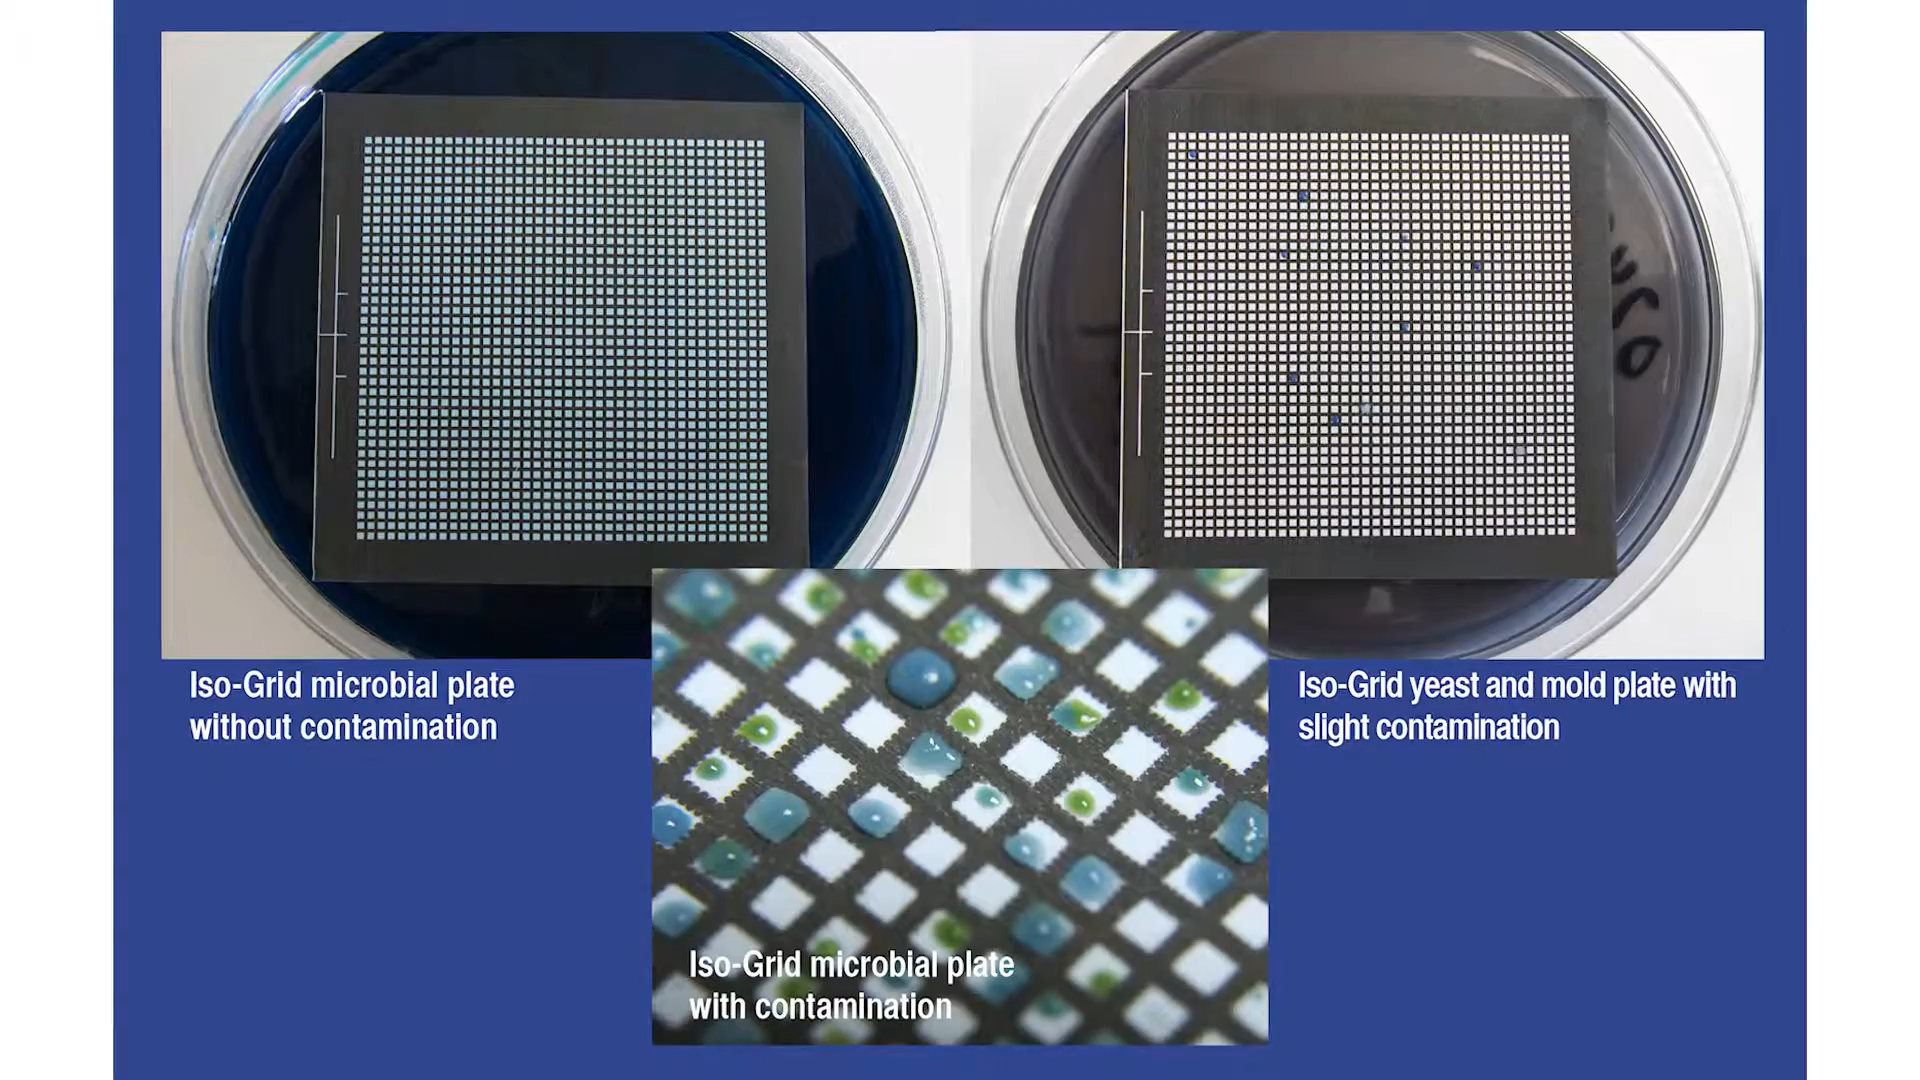 Iso-Grid microbial plate
without contamination
Iso-Grid yeast and mold plate with
slight contamination
Iso-Grid microbial plate
with contamination